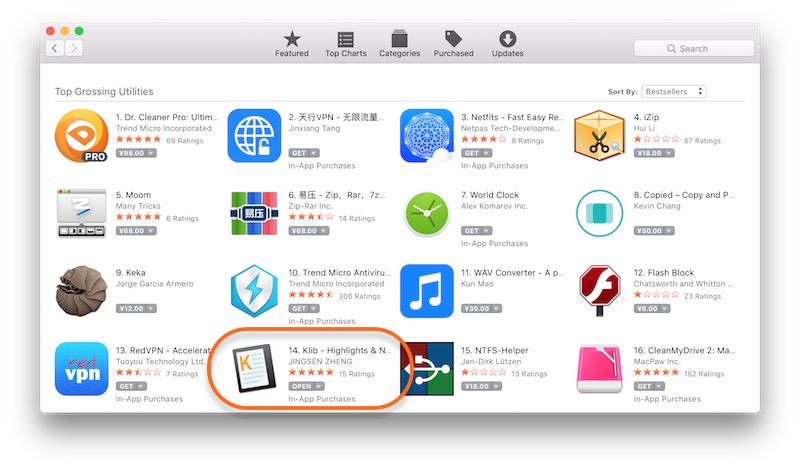 Featured
Top Charts
Categories
Purchased
Updates
Search
Top Grossing Utilities
Sort By:
Bestsellers
PRO
1. Dr. Cleaner Pro: Ultim...
Trend Micro Incorporated
69 Ratings
¥98.00
2. 天行VPN - 无限流量...
Jinxiang Tang
GET
In-App Purchases
3. Netfits - Fast Easy Re...
Netpas Tech-Developme...
8 Ratings
GET
In-App Purchases
4. iZip
Hui Li
67 Ratings
¥18.00
5. Moom
Many Tricks
6 Ratings
¥68.00
易压
6. 易压 - Zip，Rar，7z...
Zip-Rar Inc.
14 Ratings
¥68.00
7. World Clock
Alex Komarov Inc.
GET
In-App Purchases
8. Copied – Copy and P...
Kevin Chang
¥50.00
9. Keka
Jorge Garcia Armero
¥12.00
10. Trend Micro Antiviru...
Trend Micro Incorporated
306 Ratings
GET
In-App Purchases
11. WAV Converter - A p...
Kun Mao
¥30.00
12. Flash Block
Chatsworth and Whitton ...
23 Ratings
¥6.00
red
vpn
13. RedVPN - Accelerat...
Tuoyou Technology Ltd.
7 Ratings
GET
In-App Purchases
K
14. Klib - Highlights & N...
JINGSEN ZHENG
15 Ratings
OPEN
In-App Purchases
15. NTFS-Helper
Jan-Dirk Lützen
13 Ratings
¥18.00
16. CleanMyDrive 2: Ma...
MacPaw Inc.
152 Ratings
GET
In-App Purchases